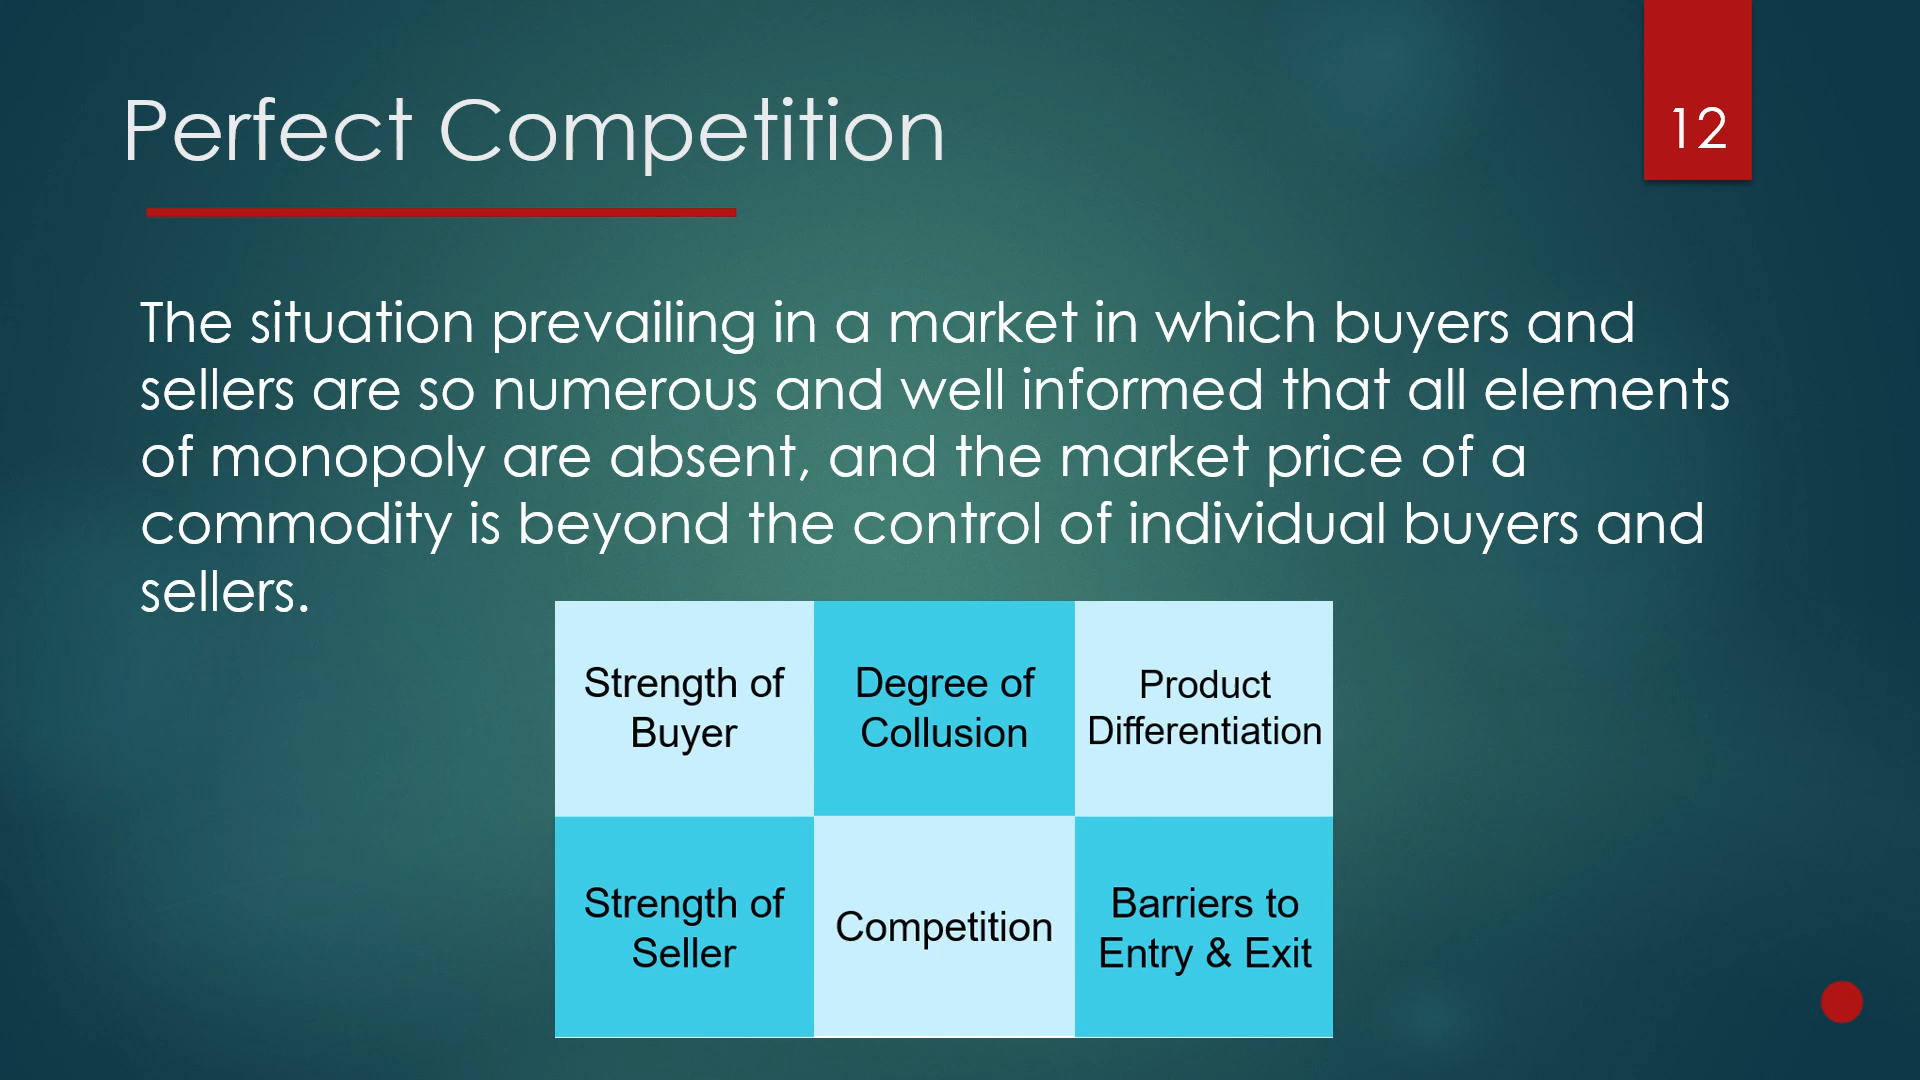 Perfect Competition
12
The situation prevailing in a market in which buyers and
sellers are so numerous and well informed that all elements
of monopoly are absent, and the market price of a
commodity is beyond the control of individual buyers and
sellers.
Strength of
Buyer
Degree of
Collusion
Product
Differentiation
Strength of
Seller
Competition
Barriers to
Entry & Exit